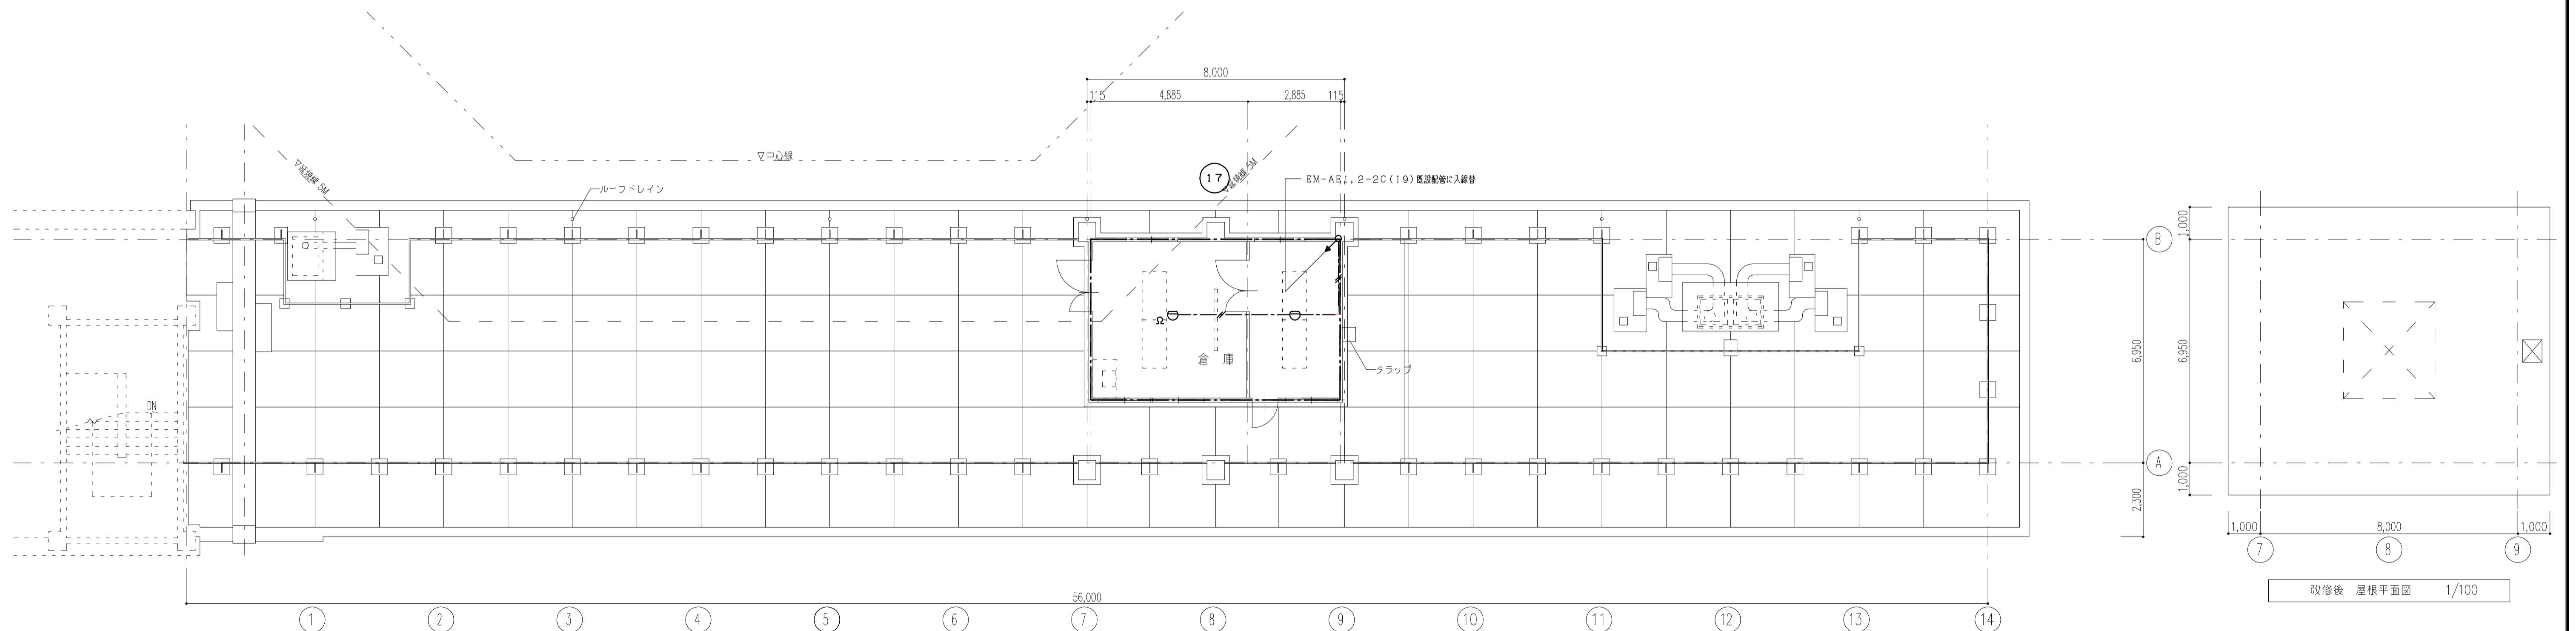 8,000
115
4,885
2,885
115
▽中心線
▽延焼線 5M
ルーフドレイン
17
▽延焼線 5M
EM-AE1.2-2C(19)既設配管に入線替
1,000
B
6,950
6,950
Ω
倉 庫
タラップ
DN
A
1,000
2,300
1,000
8,000
1,000
7
8
9
改修後 屋根平面図 1/100
56,000
1
2
3
4
5
6
7
8
9
10
11
12
13
14